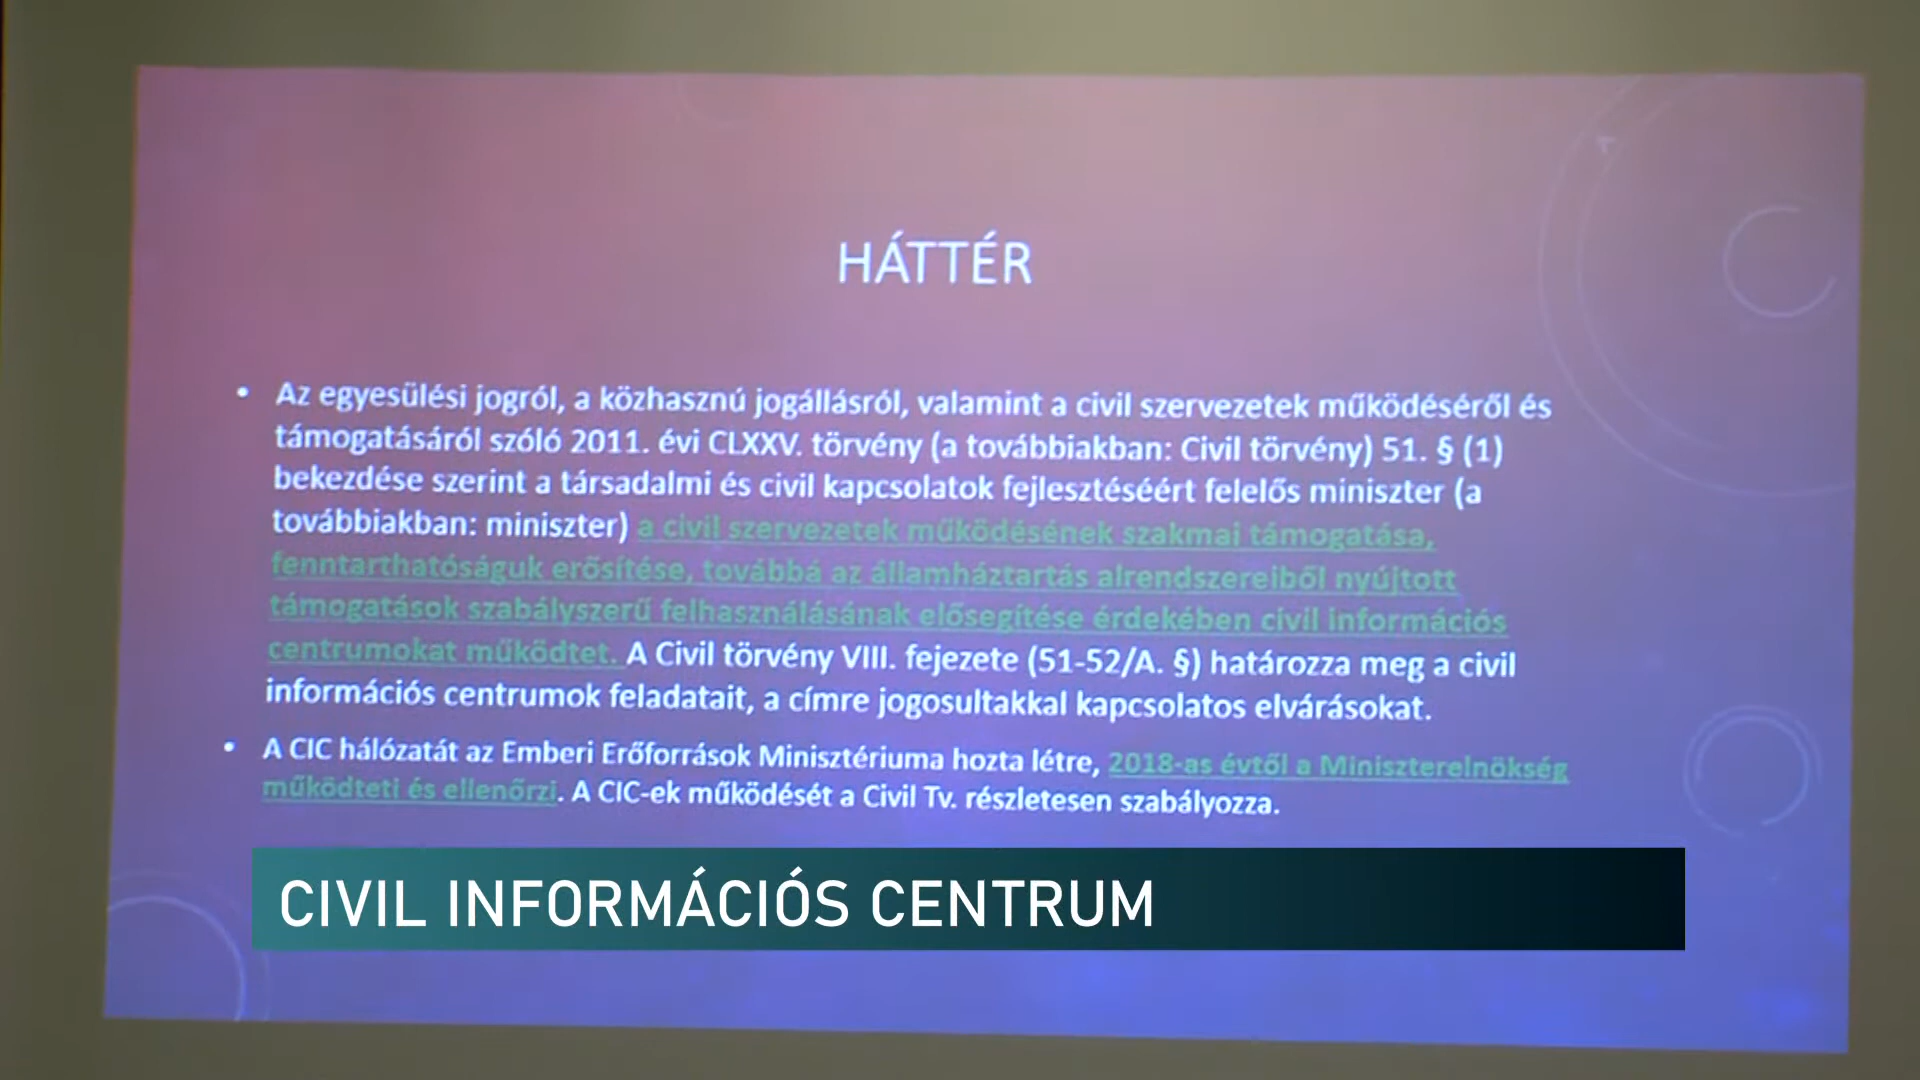 HÁTTÉR
• Az egyesülési jogról, a közhasznú jogállásról, valamint a civil szervezetek működéséről és
támogatásáról szóló 2011. évi CLXXV. törvény (a továbbiakban: Civil törvény) 51. § (1)
bekezdése szerint a társadalmi és civil kapcsolatok fejlesztéséért felelős miniszter (a
továbbiakban: miniszter) a civil szervezetek működésének szakmai támogatása,
fenntarthatóságuk erősítése, továbbá az államháztartás alrendszereiből nyújtott
támogatások szabályszerű felhasználásának elősegítése érdekében civil információs
centrumokat működtet. A Civil törvény VIII. fejezete (51-52/A. §) határozza meg a civil
információs centrumok feladatait, a címre jogosultakkal kapcsolatos elvárásokat.
• A CIC hálózatát az Emberi Erőforrások Minisztériuma hozta létre, 2018-as évtől a Miniszterelnökség
működteti és ellenőrzi. A CIC-ek működését a Civil Tv. részletesen szabályozza.
CIVIL INFORMÁCIÓS CENTRUM